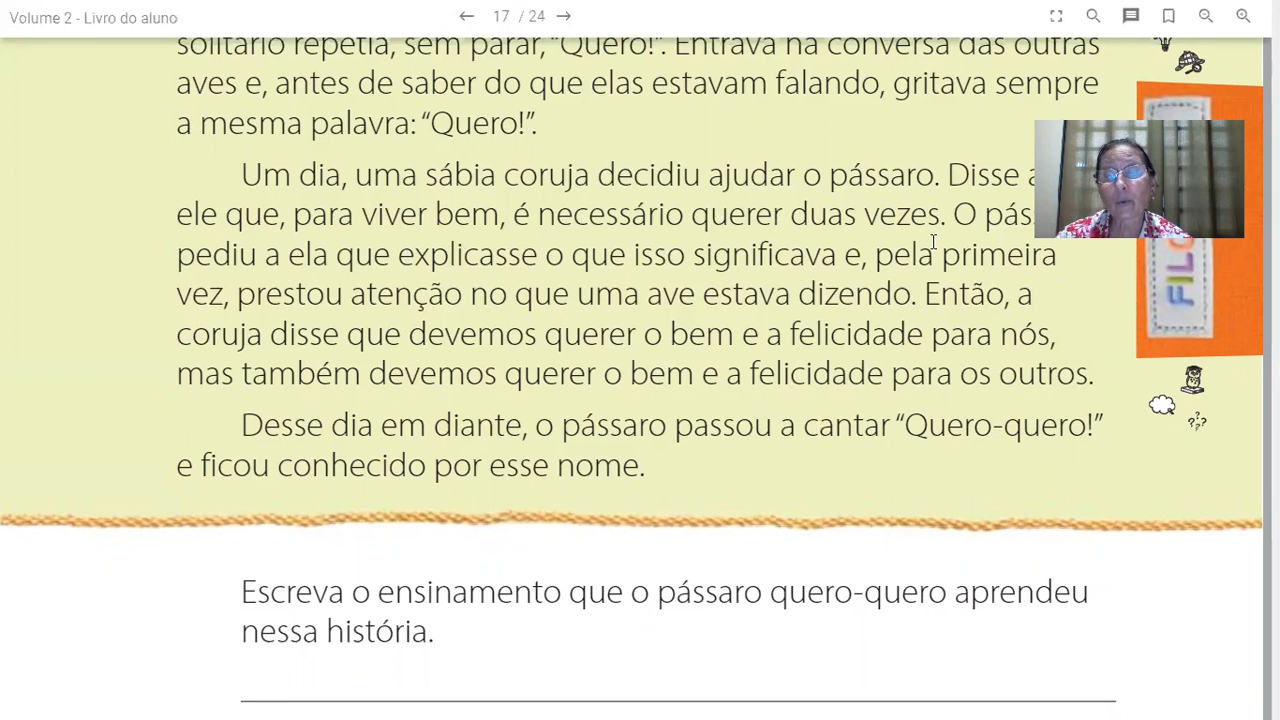 Volume 2 - Livro do aluno
17 / 24
solitário repetia, sem parar, “Quero!”. Entrava na conversa das outras
aves e, antes de saber do que elas estavam falando, gritava sempre
a mesma palavra: “Quero!”.
Um dia, uma sábia coruja decidiu ajudar o pássaro. Disse
ele que, para viver bem, é necessário querer duas vezes. O
pediu a ela que explicasse o que isso significava e, pela primeira
vez, prestou atenção no que uma ave estava dizendo. Então, a
coruja disse que devemos querer o bem e a felicidade para nós,
mas também devemos querer o bem e a felicidade para os outros.
Desse dia em diante, o pássaro passou a cantar “Quero-quero!”
e ficou conhecido por esse nome.
Escreva o ensinamento que o pássaro quero-quero aprendeu
nessa história.